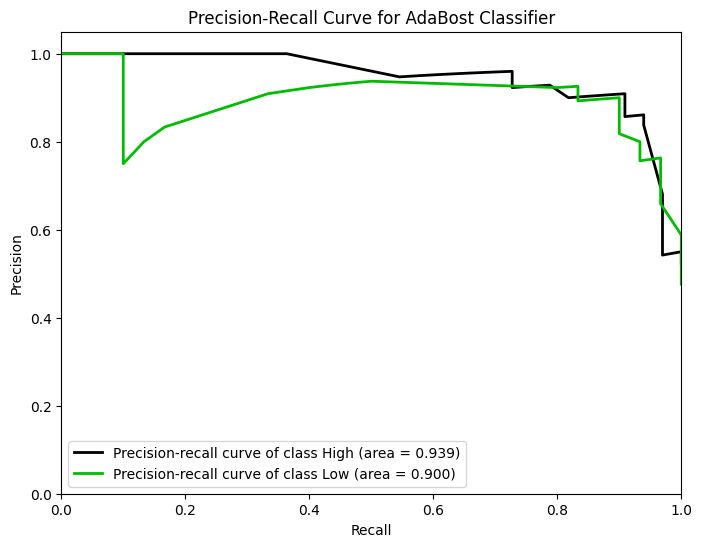 Precision-Recall Curve for AdaBost Classifier
1.0
0.8
0.6
0.4
0.2
0.0
Precision
Precision-recall curve of class High (area = 0.939)
Precision-recall curve of class Low (area = 0.900)
0.0 0.2 0.4 0.6 0.8 1.0
Recall